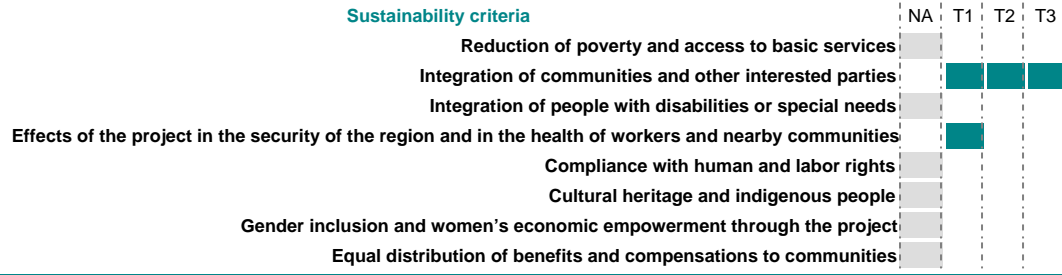 Sustainability criteria NA T1 T2 T3
Reduction of poverty and access to basic services
Integration of communities and other interested parties
Integration of people with disabilities or special needs
Effects of the project in the security of the region and in the health of workers and nearby communities
Compliance with human and labor rights
Cultural heritage and indigenous people
Gender inclusion and women’s economic empowerment through the project
Equal distribution of benefits and compensations to communities